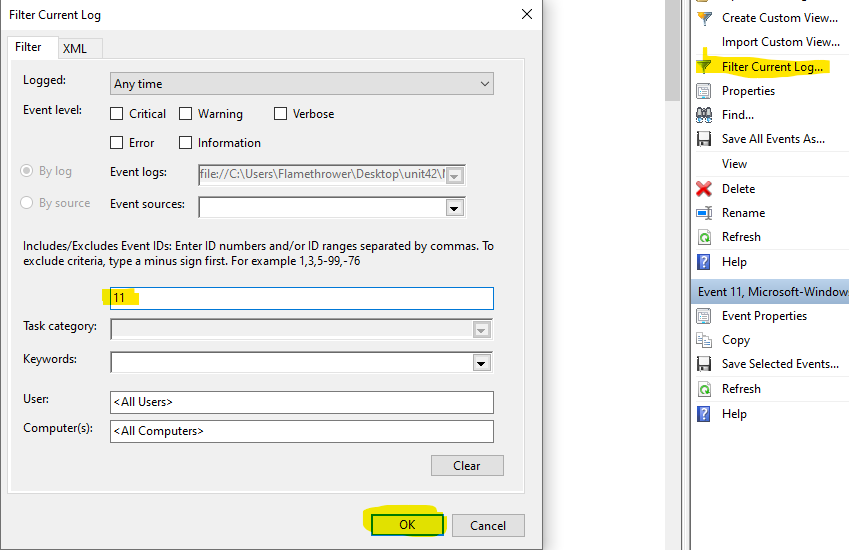 Filter Current Log
Filter
XML
Logged:
Any time
Event level:
Critical
Warning
Verbose
Error
Information
By log
Event logs:
file://C:\Users\Flamethrower\Desktop\unit42\
By source
Event sources:
Includes/Excludes Event IDs: Enter ID numbers and/or ID ranges separated by commas. To
exclude criteria, type a minus sign first. For example 1,3,5-99,-76
11
Task category:
Keywords:
User:
<All Users>
Computer(s):
<All Computers>
Clear
OK
Cancel
Create Custom View...
Import Custom View...
Filter Current Log...
Properties
Find...
Save All Events As...
View
Delete
Rename
Refresh
Help
Event 11, Microsoft-Window
Event Properties
Copy
Save Selected Events...
Refresh
Help